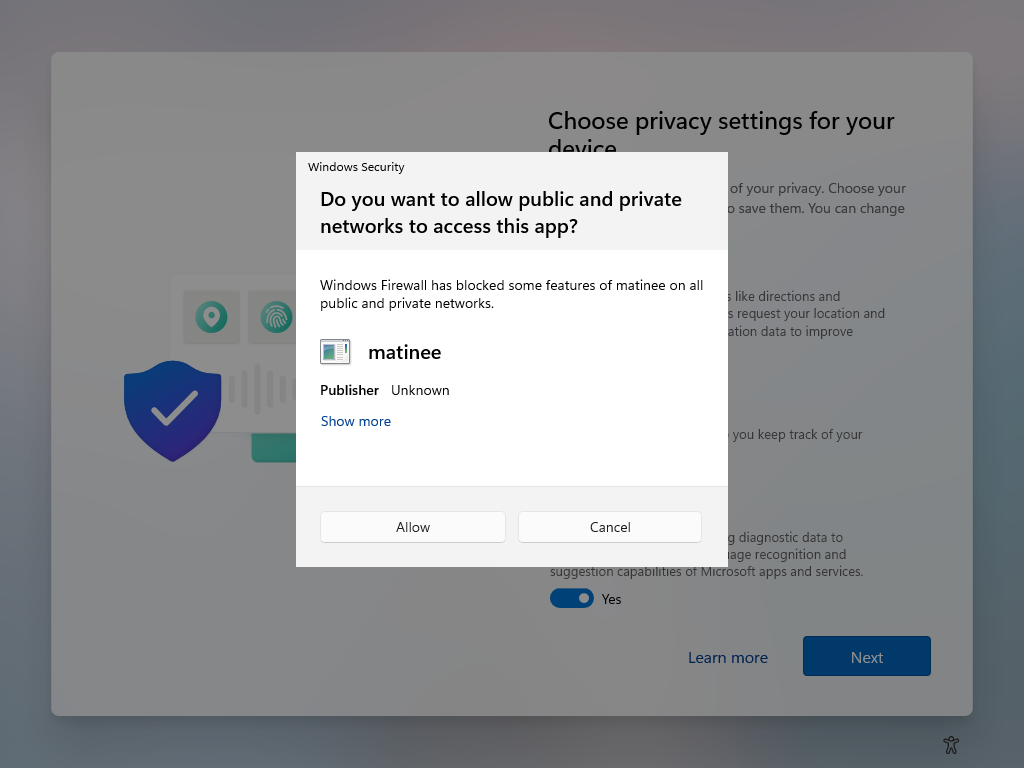 Choose privacy settings for your
device
of your privacy. Choose your
o save them. You can change
Windows Security
Do you want to allow public and private
networks to access this app?
Windows Firewall has blocked some features of matinee on all
public and private networks.
matinee
Publisher Unknown
Show more
Allow
Cancel
s like directions and
s request your location and
ation data to improve
you keep track of your
g diagnostic data to
age recognition and
suggestion capabilities of Microsoft apps and services.
Yes
Learn more
Next